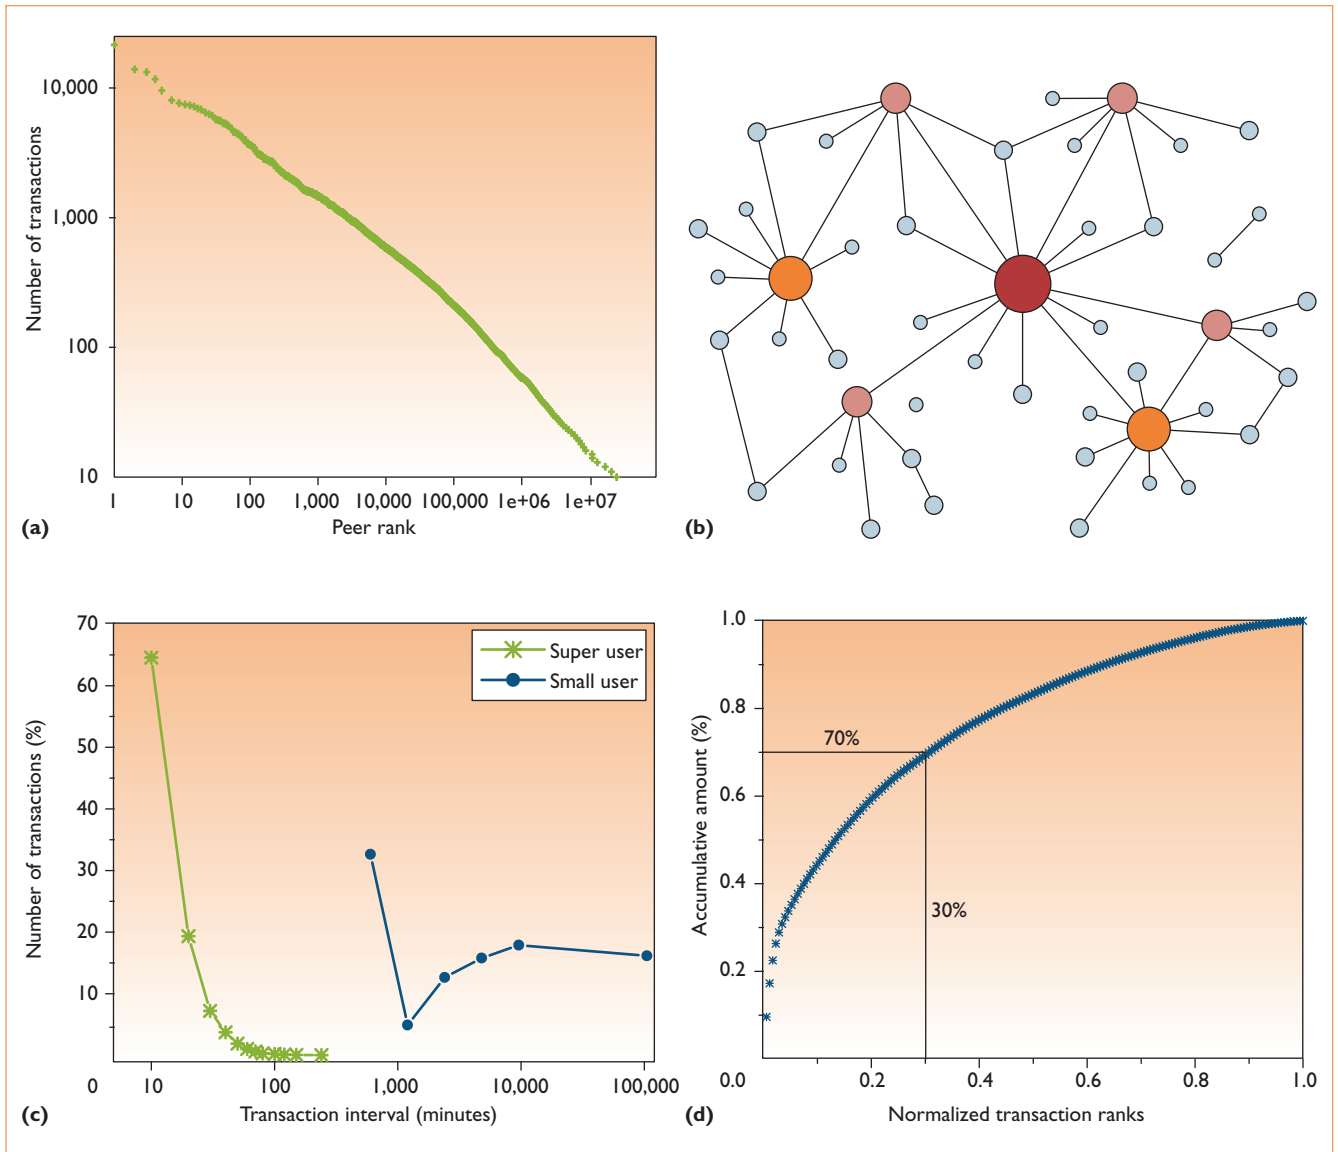 10,000
1,000
100
10
Number of transactions
1 10 100 1,000 10,000 100,000 1e+06 1e+07
Peer rank
(a)
(b)
70
60
50
40
30
20
10
0
Number of transactions (%)
Super user
Small user
10 100 1,000 10,000 100,000
Transaction interval (minutes)
(c)
1.0
0.8
0.6
0.4
0.2
0.0
Accumulative amount (%)
70%
30%
0.2 0.4 0.6 0.8 1.0
Normalized transaction ranks
(d)